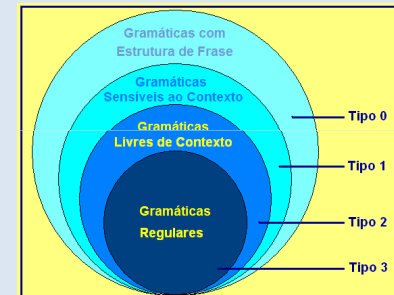 Gramáticas com
Estrutura de Frase
Gramáticas
Sensíveis ao Contexto
Gramáticas
Livres de Contexto
Gramáticas
Regulares
Tipo 0
Tipo 1
Tipo 2
Tipo 3